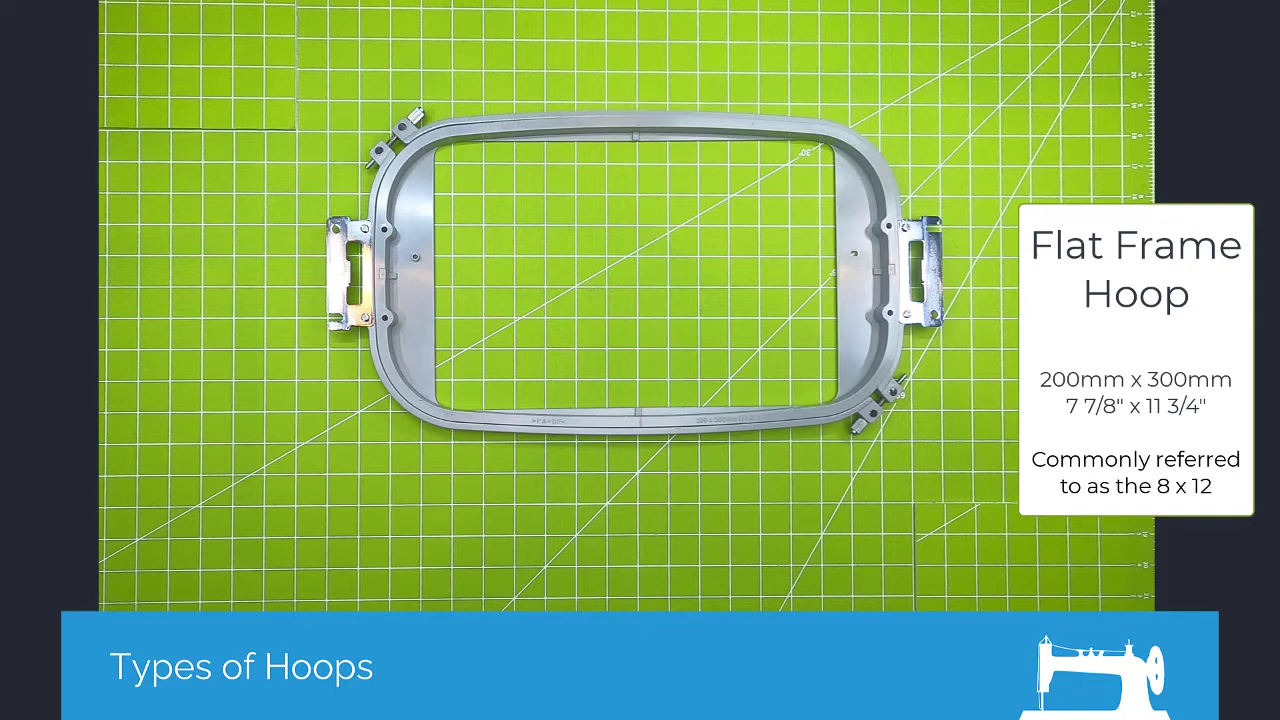 Flat Frame
Hoop
200mm x 300mm
7 7/8" x 11 3/4"
Commonly referred
to as the 8 x 12
Types of Hoops